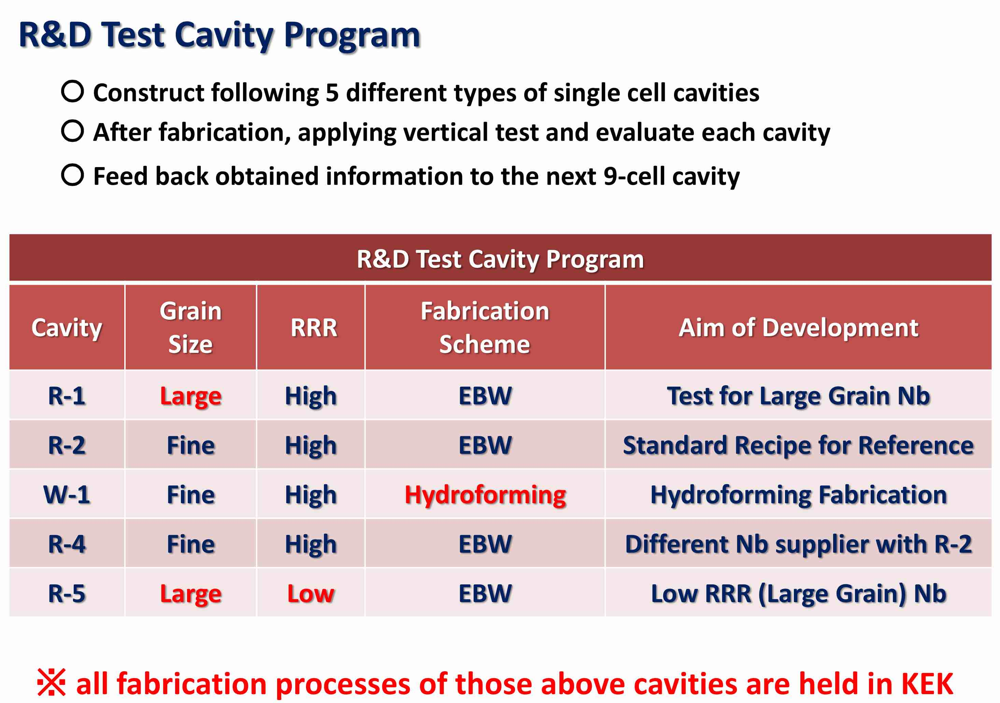 R&D Test Cavity Program
○ Construct following 5 different types of single cell cavities
○ After fabrication, applying vertical test and evaluate each cavity
○ Feed back obtained information to the next 9-cell cavity
R&D Test Cavity Program
Cavity Grain Size RRR Fabrication Scheme Aim of Development
R-1 Large High EBW Test for Large Grain Nb
R-2 Fine High EBW Standard Recipe for Reference
W-1 Fine High Hydroforming Hydroforming Fabrication
R-4 Fine High EBW Different Nb supplier with R-2
R-5 Large Low EBW Low RRR (Large Grain) Nb
※ all fabrication processes of those above cavities are held in KEK